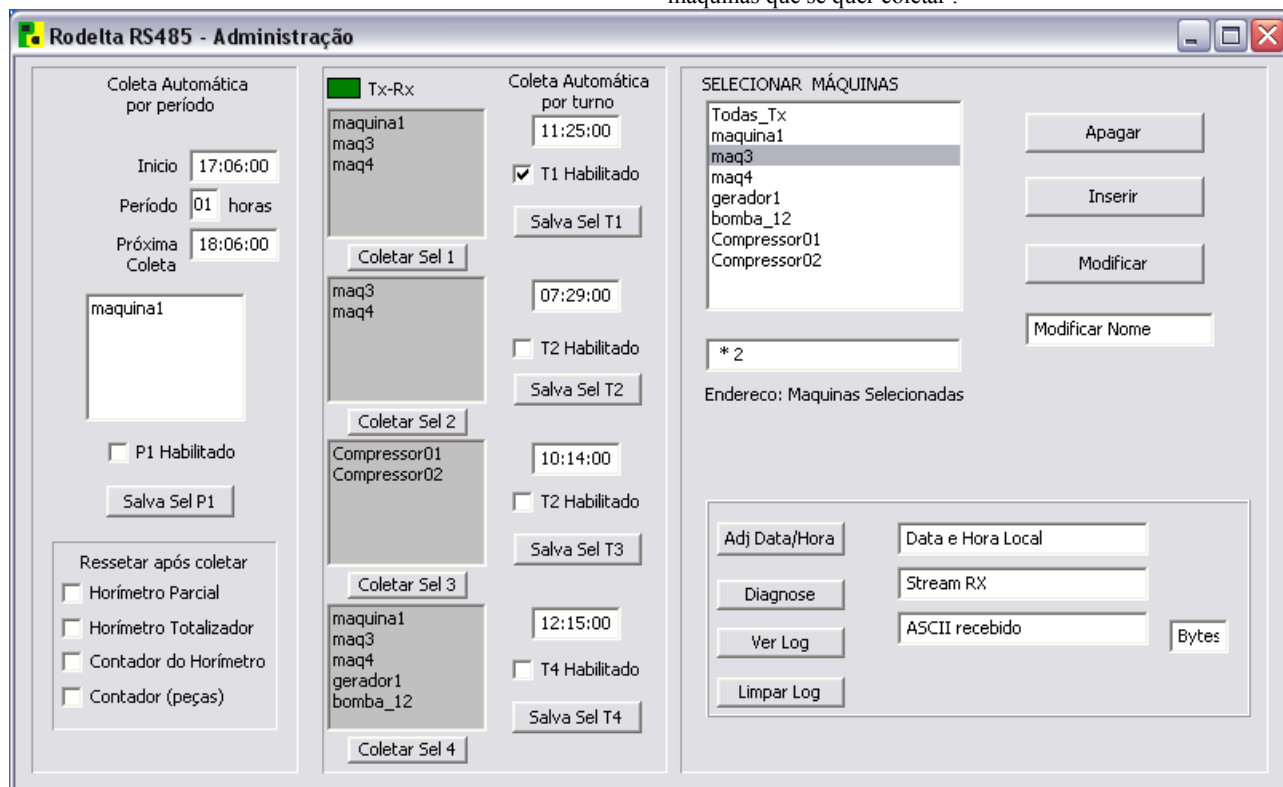 máquinas que se quer coletar .
Rodelta RS485 - Administração
Coleta Automática
por período
Inicio 17:06:00
Período 01 horas
Próxima
Coleta 18:06:00
maquina1
P1 Habilitado
Salva Sel P1
Ressetar após coletar
Horímetro Parcial
Horímetro Totalizador
Contador do Horímetro
Contador (peças)
Tx-Rx
Coleta Automática
por turno
maquina1
maq3
maq4
11:25:00
T1 Habilitado
Salva Sel T1
Coletar Sel 1
maq3
maq4
07:29:00
T2 Habilitado
Salva Sel T2
Coletar Sel 2
Compressor01
Compressor02
10:14:00
T2 Habilitado
Salva Sel T3
Coletar Sel 3
maquina1
maq3
maq4
gerador1
bomba_12
12:15:00
T4 Habilitado
Salva Sel T4
Coletar Sel 4
SELECIONAR MÁQUINAS
Todas_Tx
maquina1
maq3
maq4
gerador1
bomba_12
Compressor01
Compressor02
Apagar
Inserir
Modificar
Modificar Nome
* 2
Endereco: Maquinas Selecionadas
Adj Data/Hora
Data e Hora Local
Diagnose
Stream RX
Ver Log
ASCII recebido
Bytes
Limpar Log